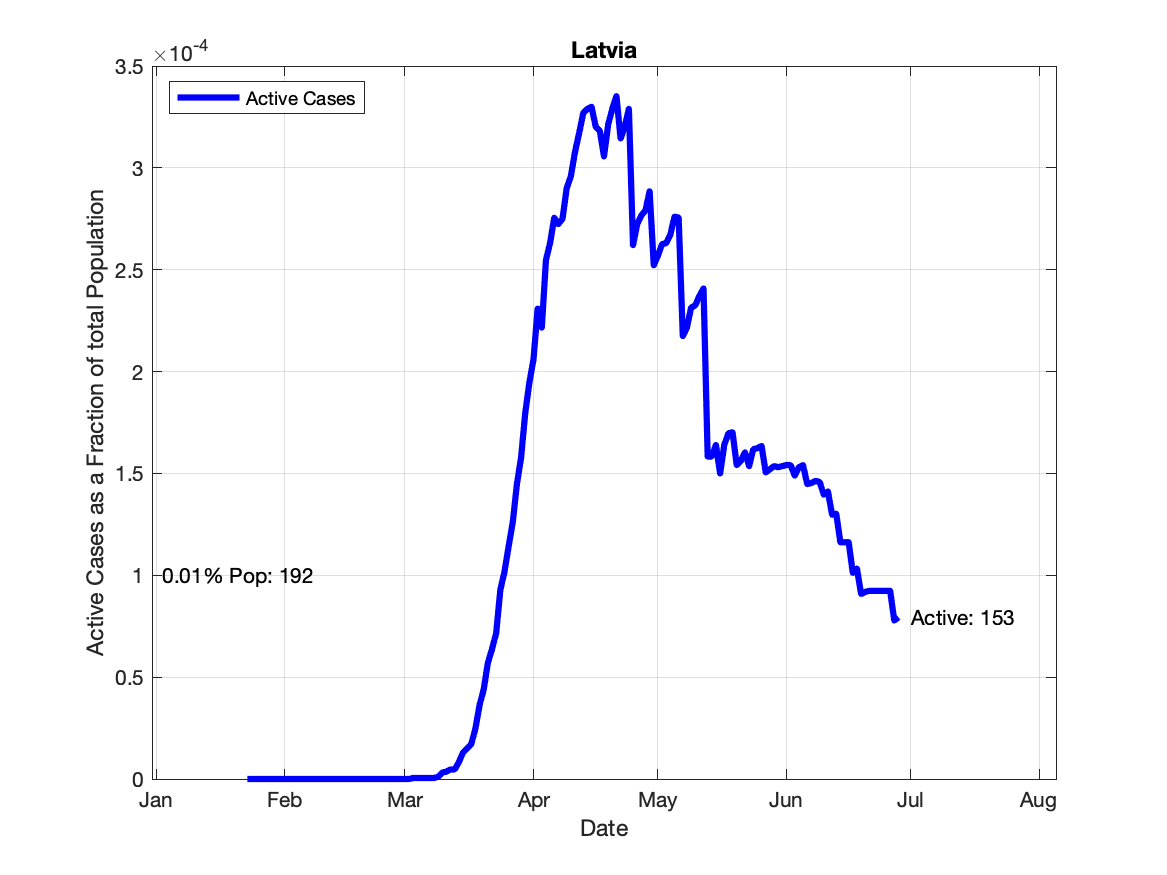 Latvia
×10-4
Active Cases
3.5
3
2.5
2
1.5
1
0.5
0
0.01% Pop: 192
Active: 153
Active Cases as a Fraction of total Population
Jan Feb Mar Apr May Jun Jul Aug
Date